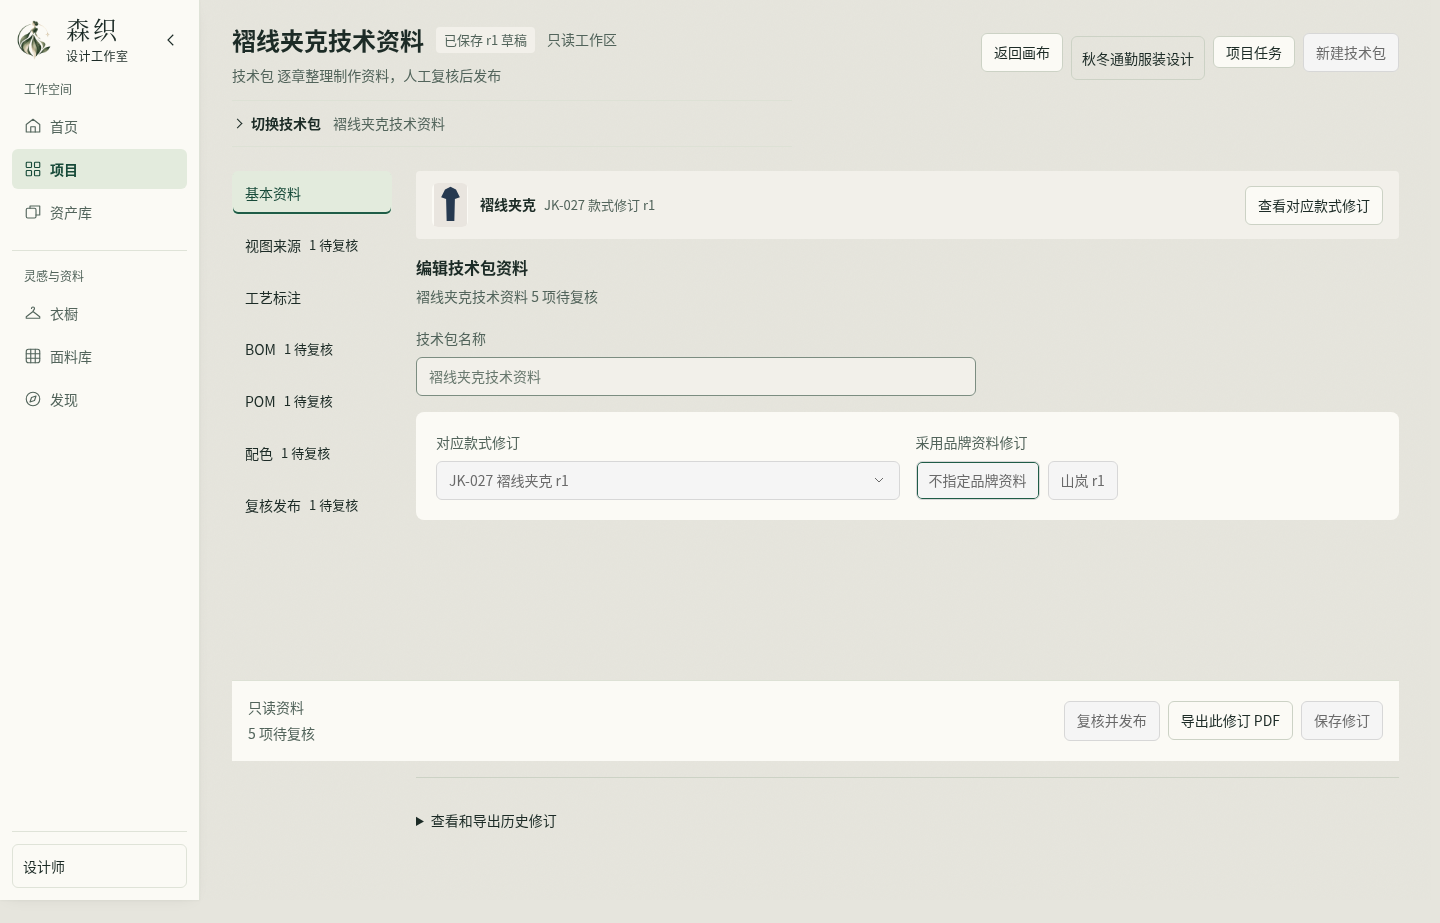 森织
设计工作室
工作空间
首页
项目
资产库
灵感与资料
衣橱
面料库
发现
设计师
褶线夹克技术资料 已保存 r1 草稿 只读工作区
技术包 逐章整理制作资料，人工复核后发布
返回画布 秋冬通勤服装设计 项目任务 新建技术包
切换技术包 褶线夹克技术资料
基本资料
视图来源 1 待复核
工艺标注
BOM 1 待复核
POM 1 待复核
配色 1 待复核
复核发布 1 待复核
褶线夹克 JK-027 款式修订 r1 查看对应款式修订
编辑技术包资料
褶线夹克技术资料 5 项待复核
技术包名称
褶线夹克技术资料
对应款式修订
JK-027 褶线夹克 r1
采用品牌资料修订
不指定品牌资料 山岚 r1
只读资料
5 项待复核
复核并发布 导出此修订 PDF 保存修订
查看和导出历史修订